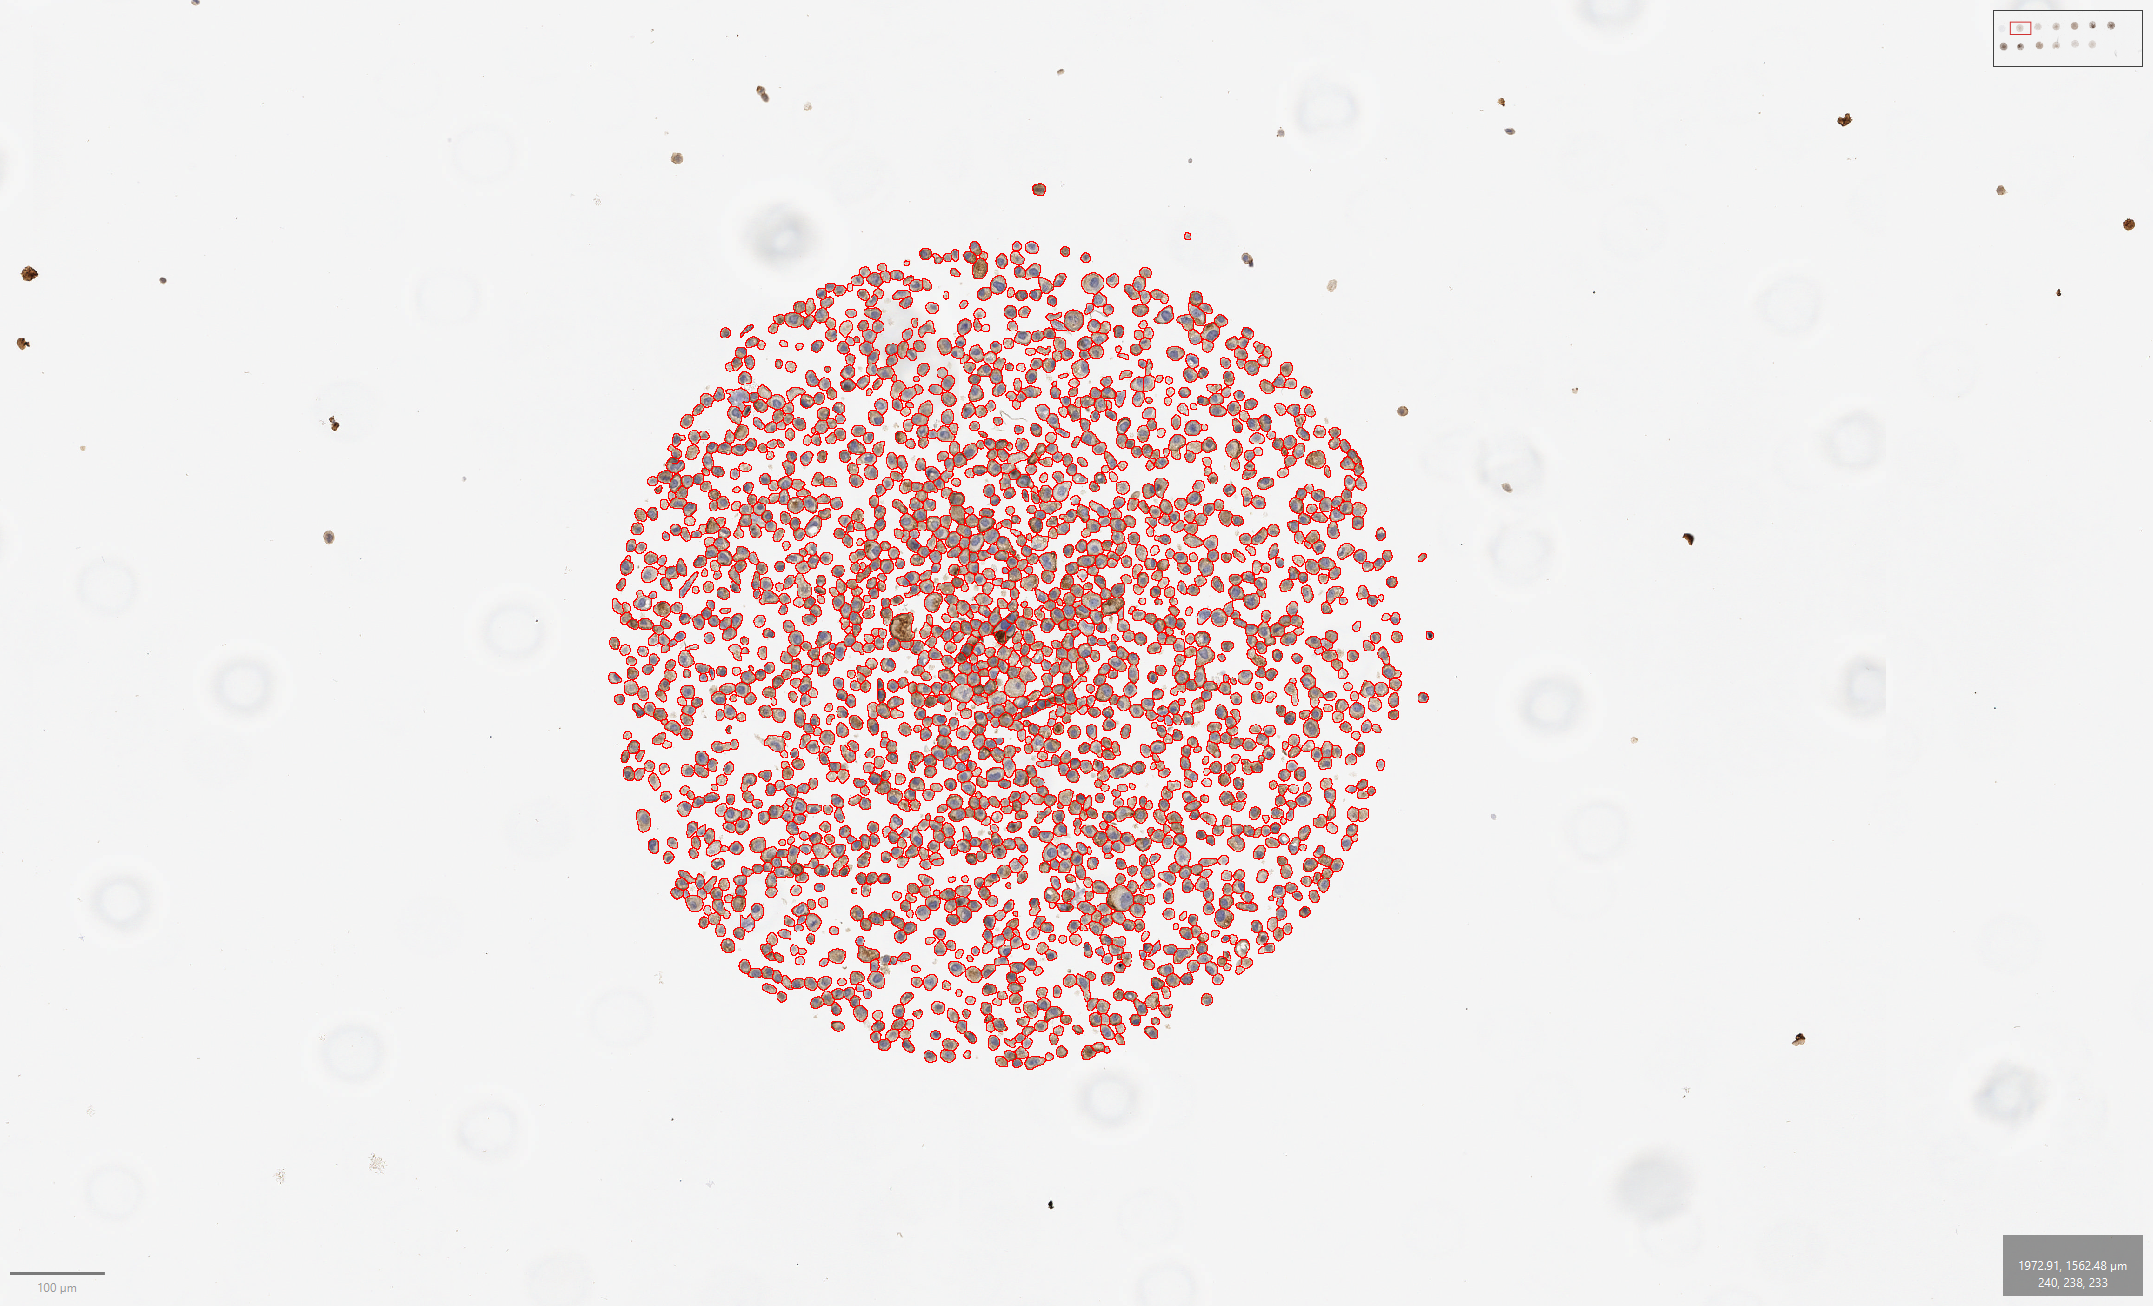 100 µm
1972.91, 1562.48 µm
240, 238, 233